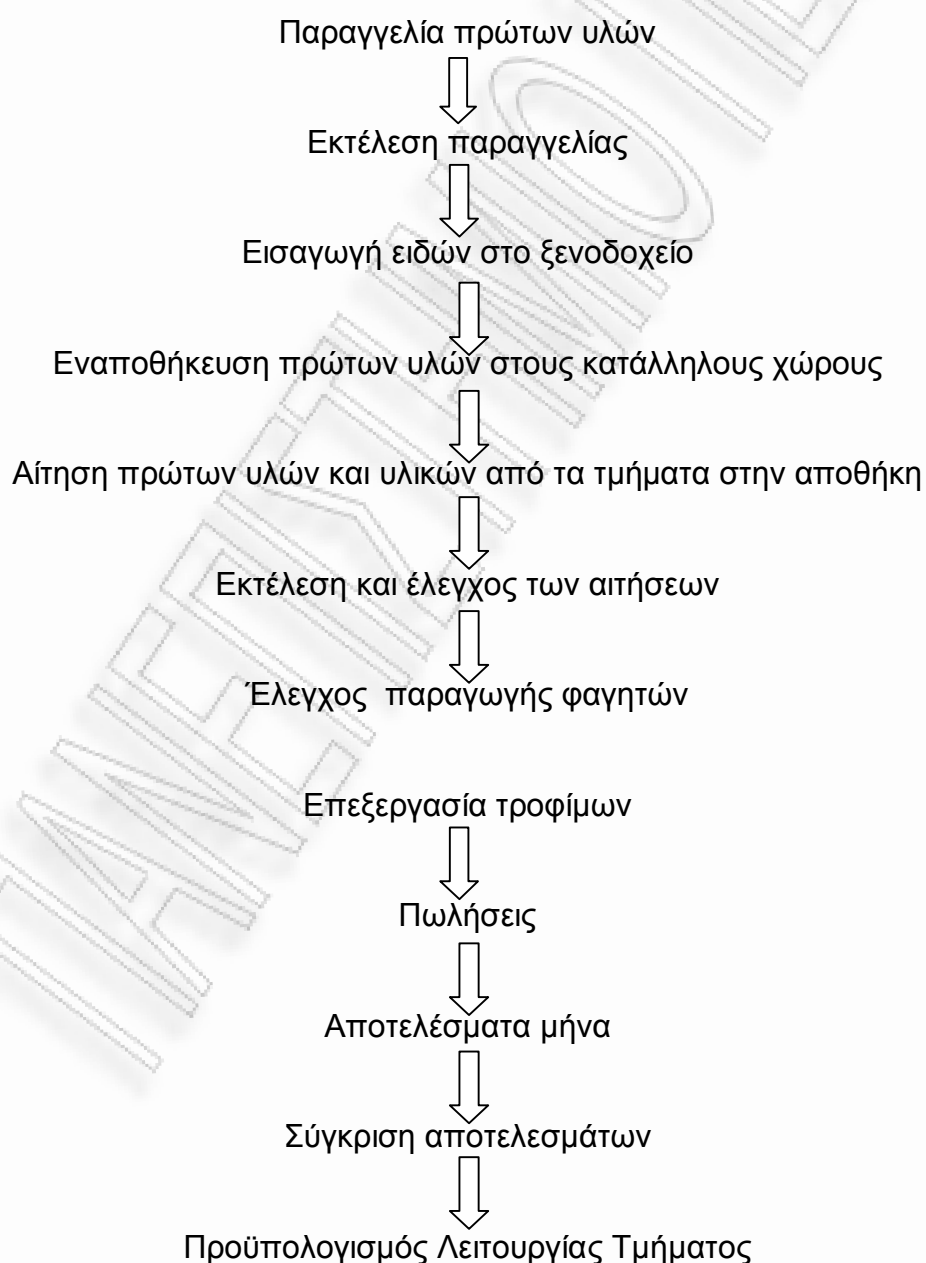 Παραγγελία πρώτων υλών
Εκτέλεση παραγγελίας
Εισαγωγή ειδών στο ξενοδοχείο
Εναποθήκευση πρώτων υλών στους κατάλληλους χώρους
Αίτηση πρώτων υλών και υλικών από τα τμήματα στην αποθήκη
Εκτέλεση και έλεγχος των αιτήσεων
Έλεγχος παραγωγής φαγητών
Επεξεργασία τροφίμων
Πωλήσεις
Αποτελέσματα μήνα
Σύγκριση αποτελεσμάτων
Προϋπολογισμός Λειτουργίας Τμήματος
ΠΑΝΕΠΙΣΤΗΜΙΟ